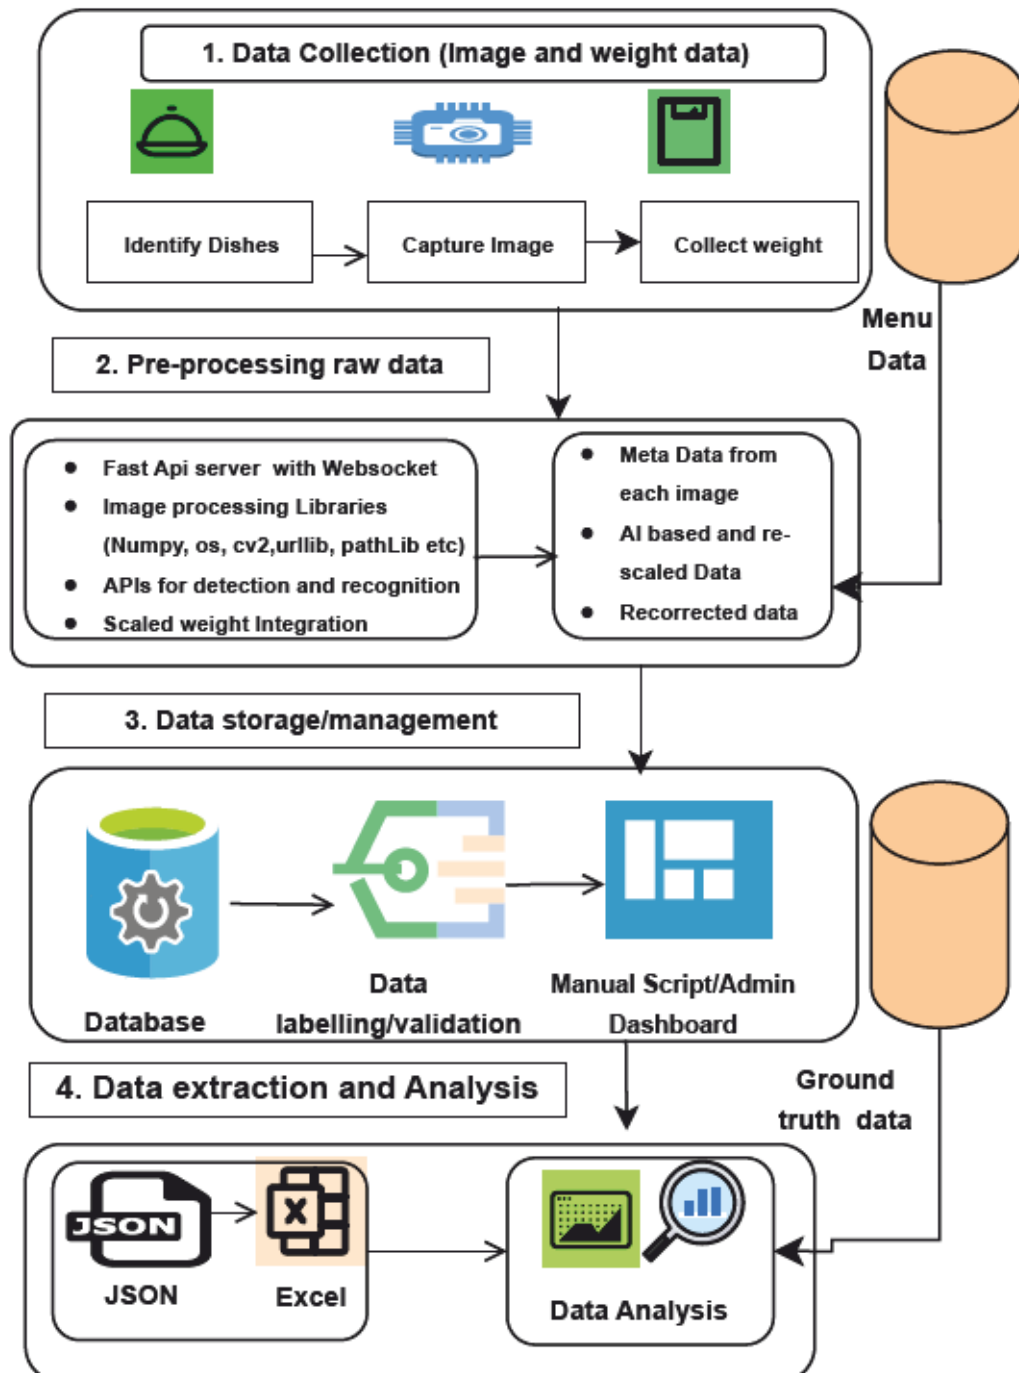 1. Data Collection (Image and weight data)
Identify Dishes
Capture Image
Collect weight
Menu
Data
2. Pre-processing raw data
Fast Api server with Websocket
Image processing Libraries
(Numpy, os, cv2,urllib, pathLib etc)
APIs for detection and recognition
Scaled weight Integration
Meta Data from
each image
AI based and re-
scaled Data
Recorrected data
3. Data storage/management
Database
Data
labelling/validation
Manual Script/Admin
Dashboard
4. Data extraction and Analysis
Ground
truth data
JSON
JSON
X
Excel
Data Analysis